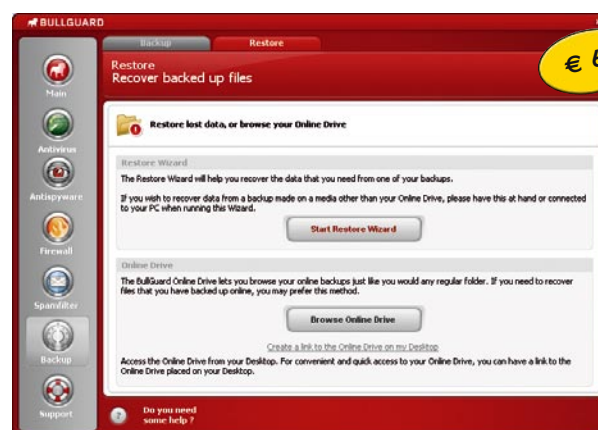 BULLGUARD
Backup
Restore
Restore
Recover backed up files
€
Main
Antivirus
Antispyware
Firewall
Spamfilter
Backup
Support
Restore lost data, or browse your Online Drive
Restore Wizard
The Restore Wizard will help you recover the data that you need from one of your backups.
If you wish to recover data from a backup made on a media other than your Online Drive, please have this at hand or connected
to your PC when running this Wizard.
Start Restore Wizard
Online Drive
The BullGuard Online Drive lets you browse your online backups just like you would any regular folder. If you need to recover
files that you have backed up online, you may prefer this method.
Browse Online Drive
Create a link to the Online Drive on my Desktop
Access the Online Drive from your Desktop. For convenient and quick access to your Online Drive, you can have a link to the
Online Drive placed on your Desktop.
?
Do you need
some help ?